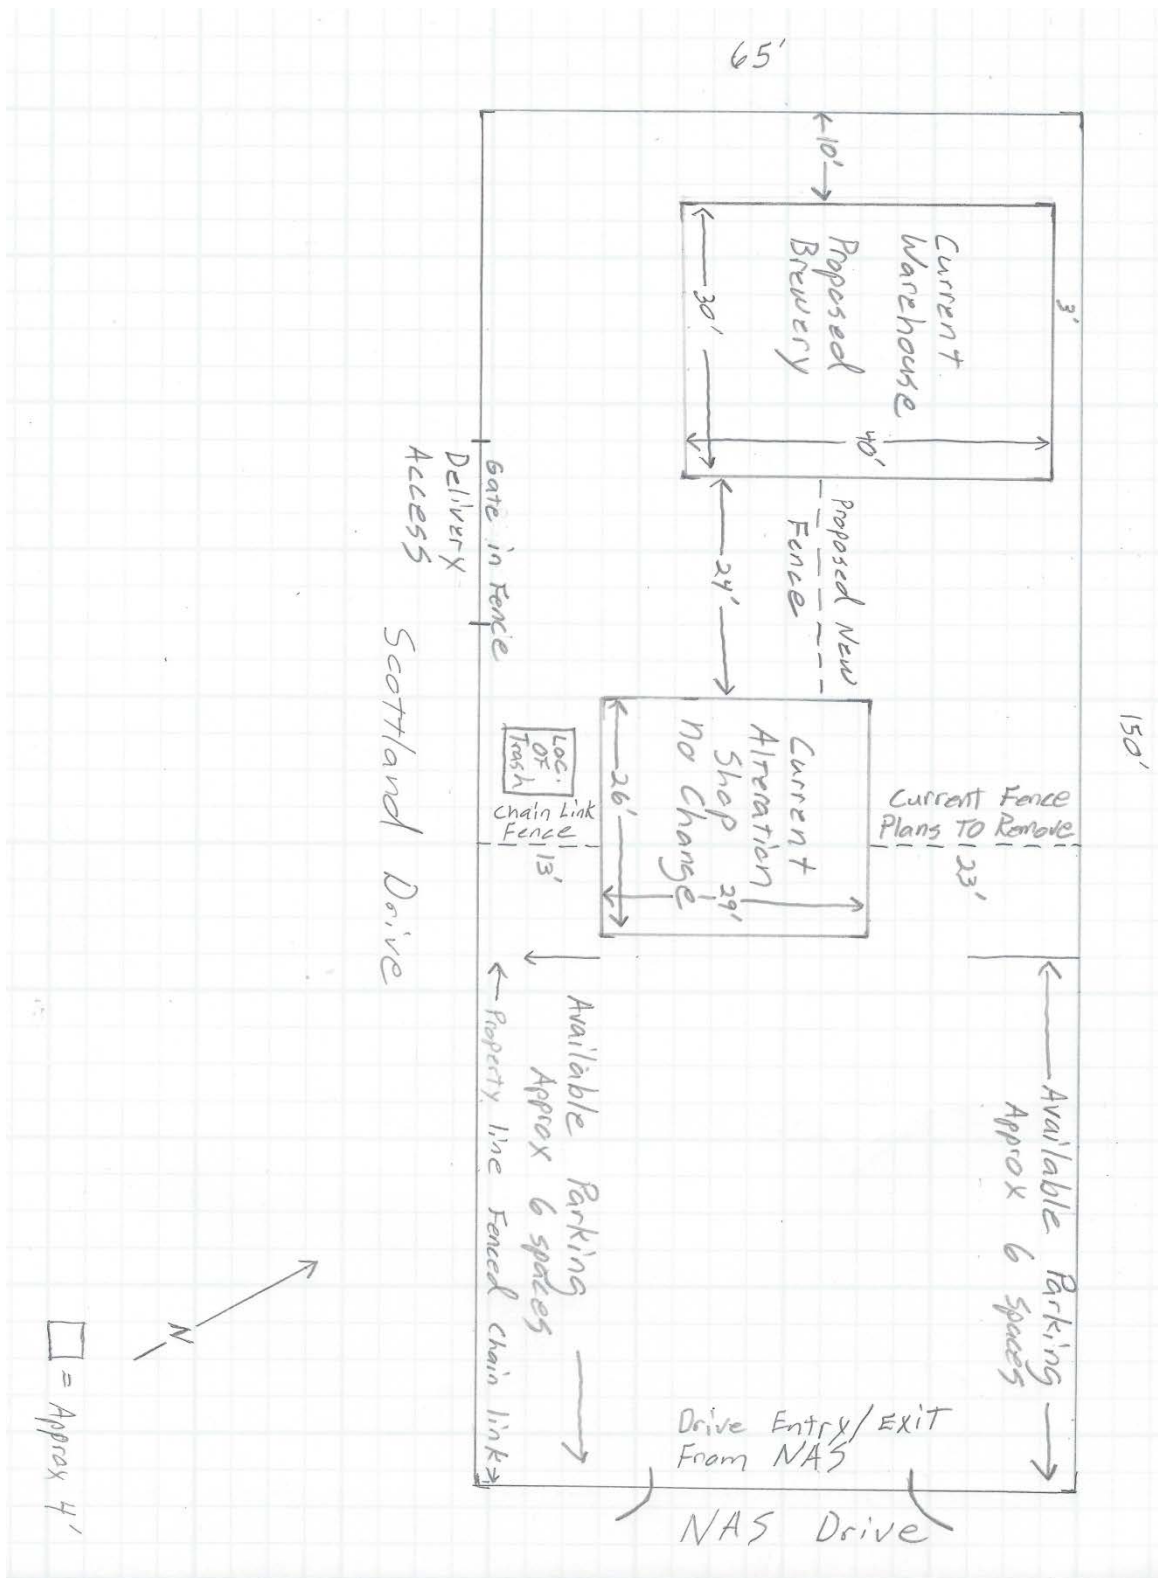 65'
10'
Current
Warehouse
Proposed
Brewery
3'
30'
40'
Gate in Fence
Delivery
Access
Proposed New
Fence
24'
150'
Scottland Drive
Loc.
OF
Trash
Chain Link
Fence
13'
Current
Alteration
Shop
No Change
26'
29'
Current Fence
Plans To Remove
23'
Available Parking
Approx 6 spaces
Property line Fenced chain link
Available Parking
Approx 6 spaces
Drive Entry/Exit
From NAS
NAS Drive
N
= Approx 4'